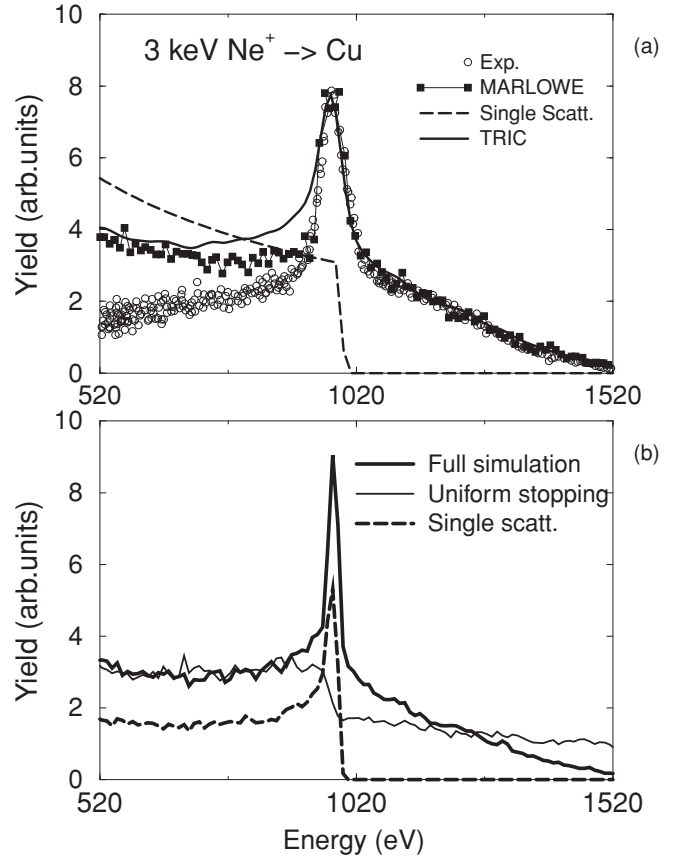 10
3 keV Ne⁺ –> Cu
(a)
Exp.
MARLOWE
Single Scatt.
TRIC
8
6
4
2
0
Yield (arb.units)
520
1020
1520
10
(b)
Full simulation
Uniform stopping
Single scatt.
8
6
4
2
0
Yield (arb.units)
520
1020
1520
Energy (eV)